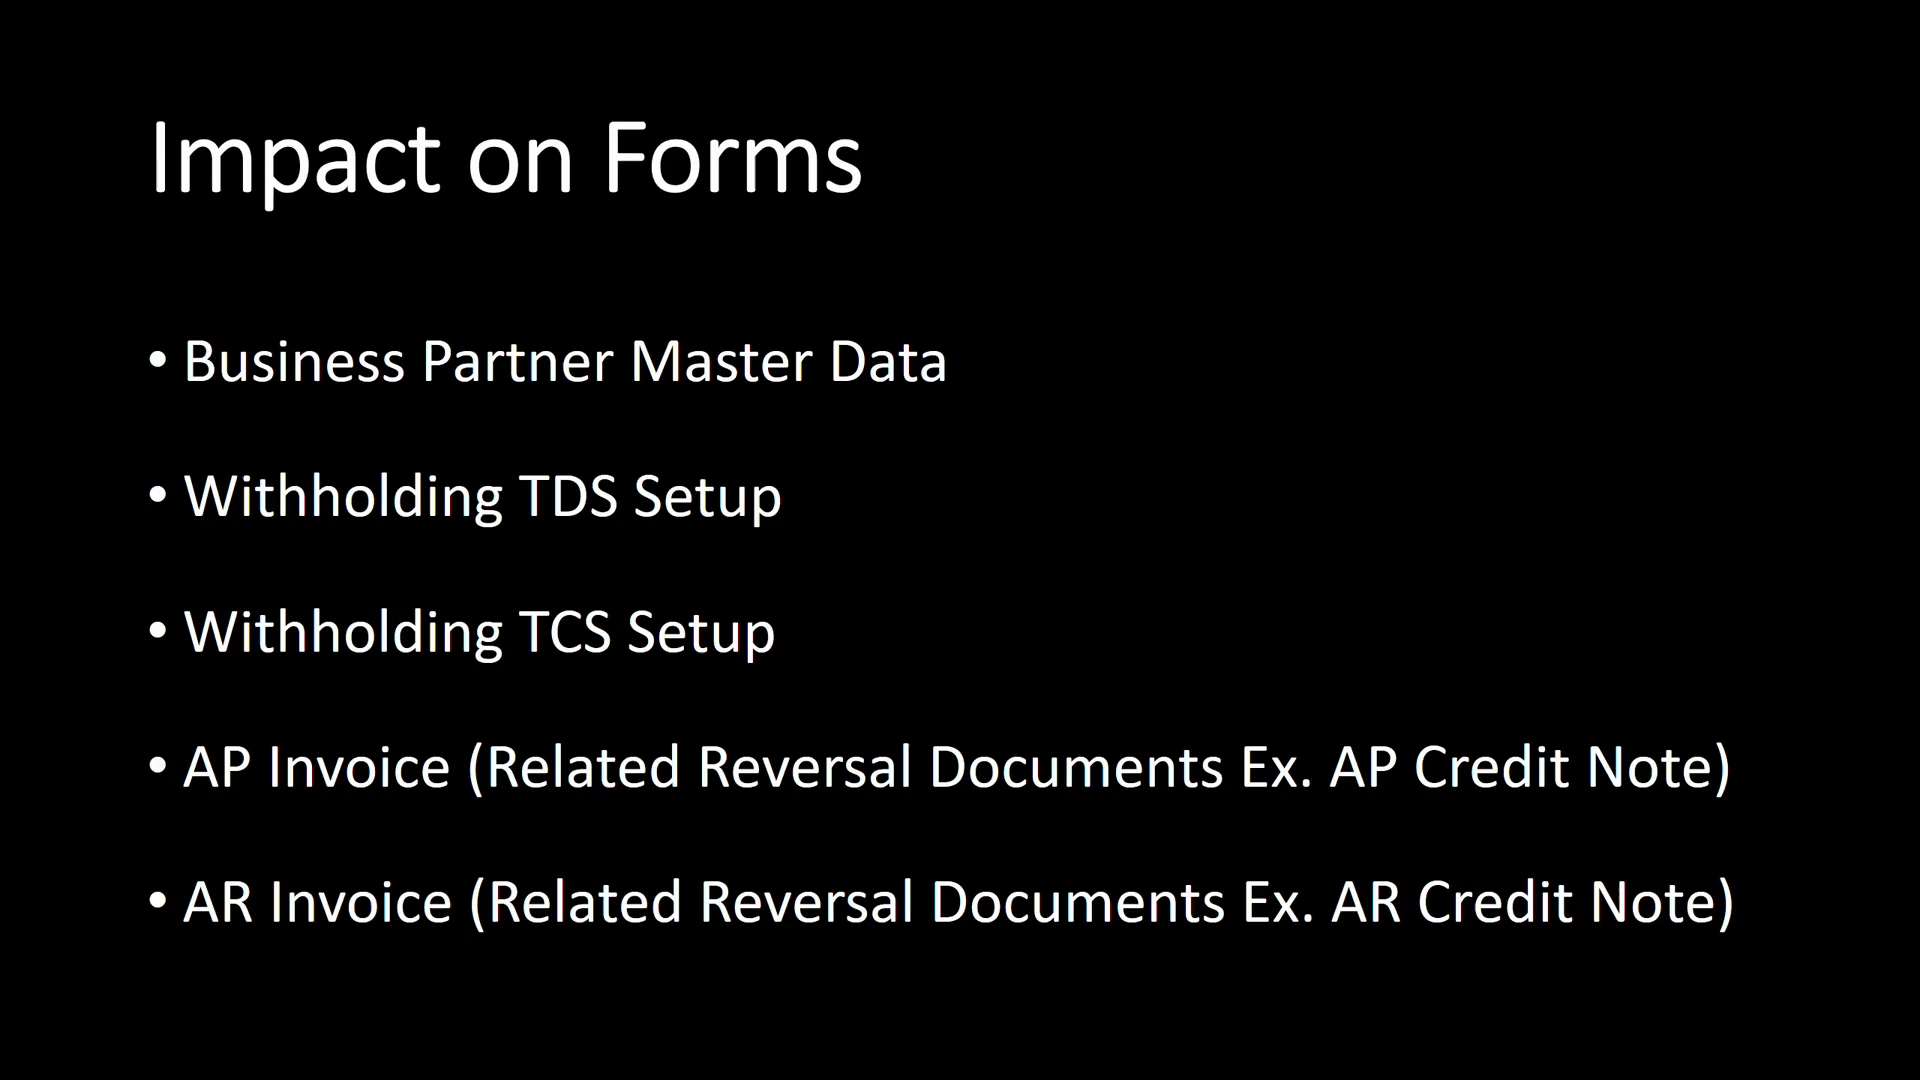 Impact on Forms
• Business Partner Master Data
• Withholding TDS Setup
• Withholding TCS Setup
• AP Invoice (Related Reversal Documents Ex. AP Credit Note)
• AR Invoice (Related Reversal Documents Ex. AR Credit Note)